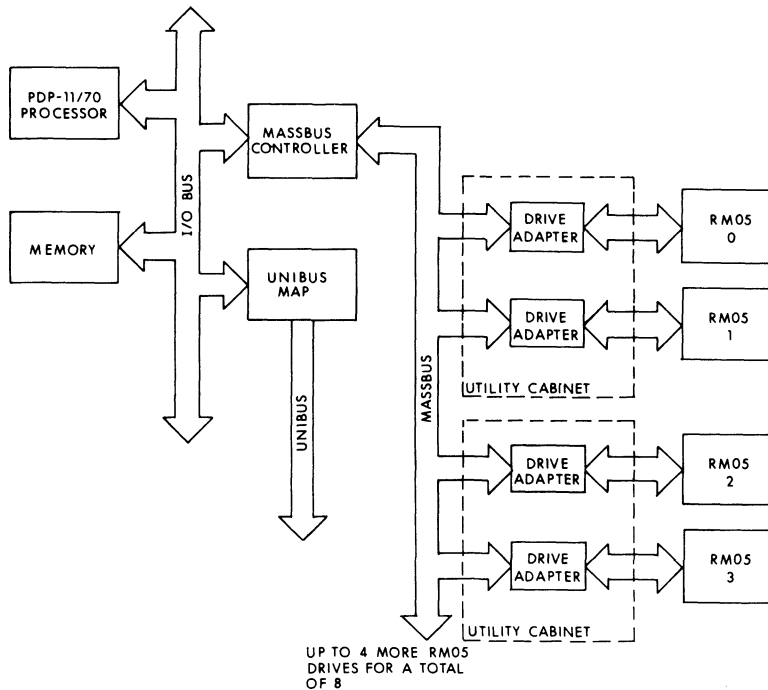 PDP-11/70
PROCESSOR
MEMORY
I/O BUS
MASSBUS
CONTROLLER
UNIBUS
MAP
UNIBUS
MASSBUS
DRIVE
ADAPTER
RM05
0
DRIVE
ADAPTER
RM05
1
UTILITY CABINET
DRIVE
ADAPTER
RM05
2
DRIVE
ADAPTER
RM05
3
UTILITY CABINET
UP TO 4 MORE RM05
DRIVES FOR A TOTAL
OF 8